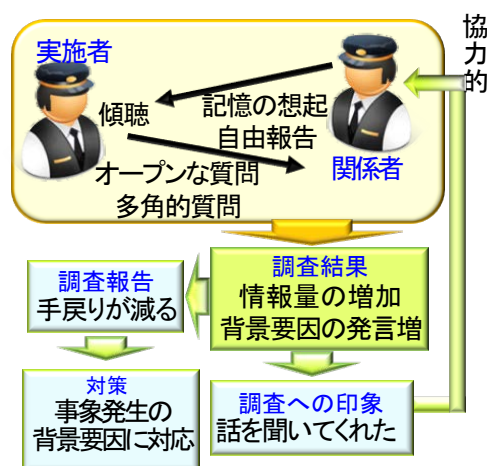 協力的
実施者
傾聴
記憶の想起
自由報告
関係者
オープンな質問
多角的質問
調査結果
情報量の増加
背景要因の発言増
調査報告
手戻りが減る
対策
事象発生の
背景要因に対応
調査への印象
話を聞いてくれた